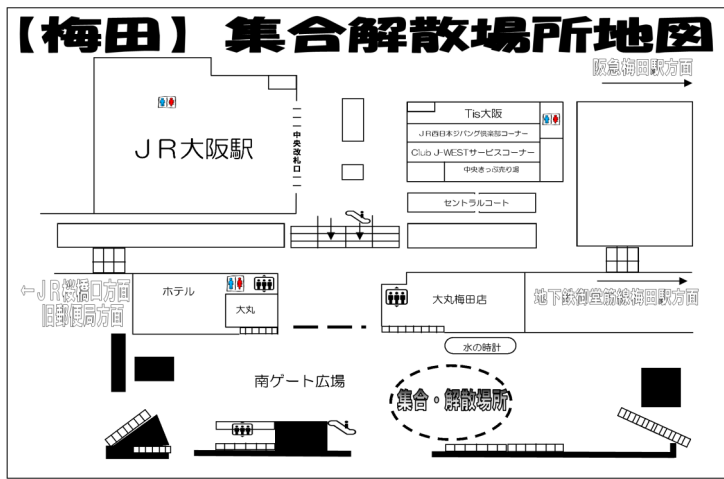 【梅田】集合解散場所地図
阪急梅田駅方面
JR大阪駅
中央改札口
Tis大阪
JR西日本ジパング倶楽部コーナー
Club J-WESTサービスコーナー
中央きっぷ売り場
セントラルコート
←JR桜橋口方面
旧郵便局方面
ホテル
大丸
大丸梅田店
地下鉄御堂筋線梅田駅方面
水の時計
南ゲート広場
集合・解散場所